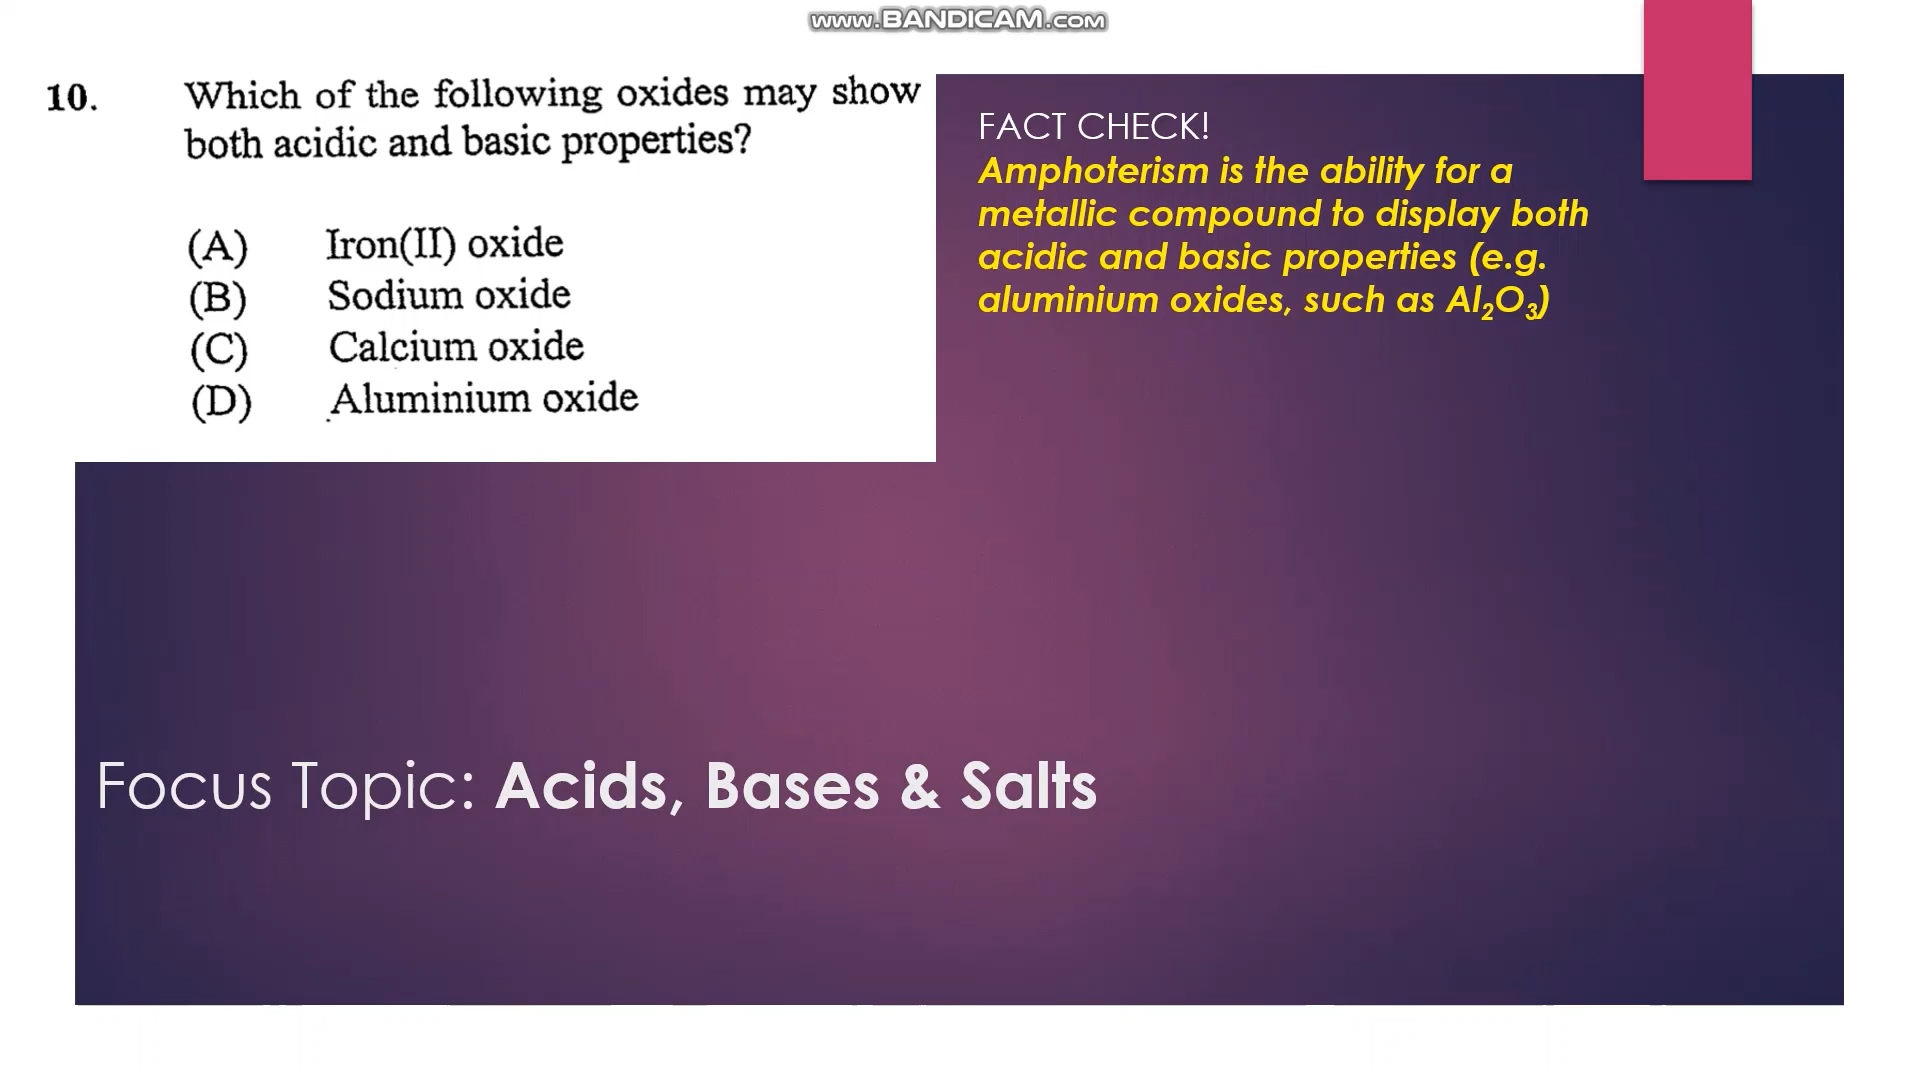 www.BANDICAM.com
10. Which of the following oxides may show
both acidic and basic properties?
(A) Iron(II) oxide
(B) Sodium oxide
(C) Calcium oxide
(D) Aluminium oxide
FACT CHECK!
Amphoterism is the ability for a
metallic compound to display both
acidic and basic properties (e.g.
aluminium oxides, such as Al₂O₃)
Focus Topic: Acids, Bases & Salts